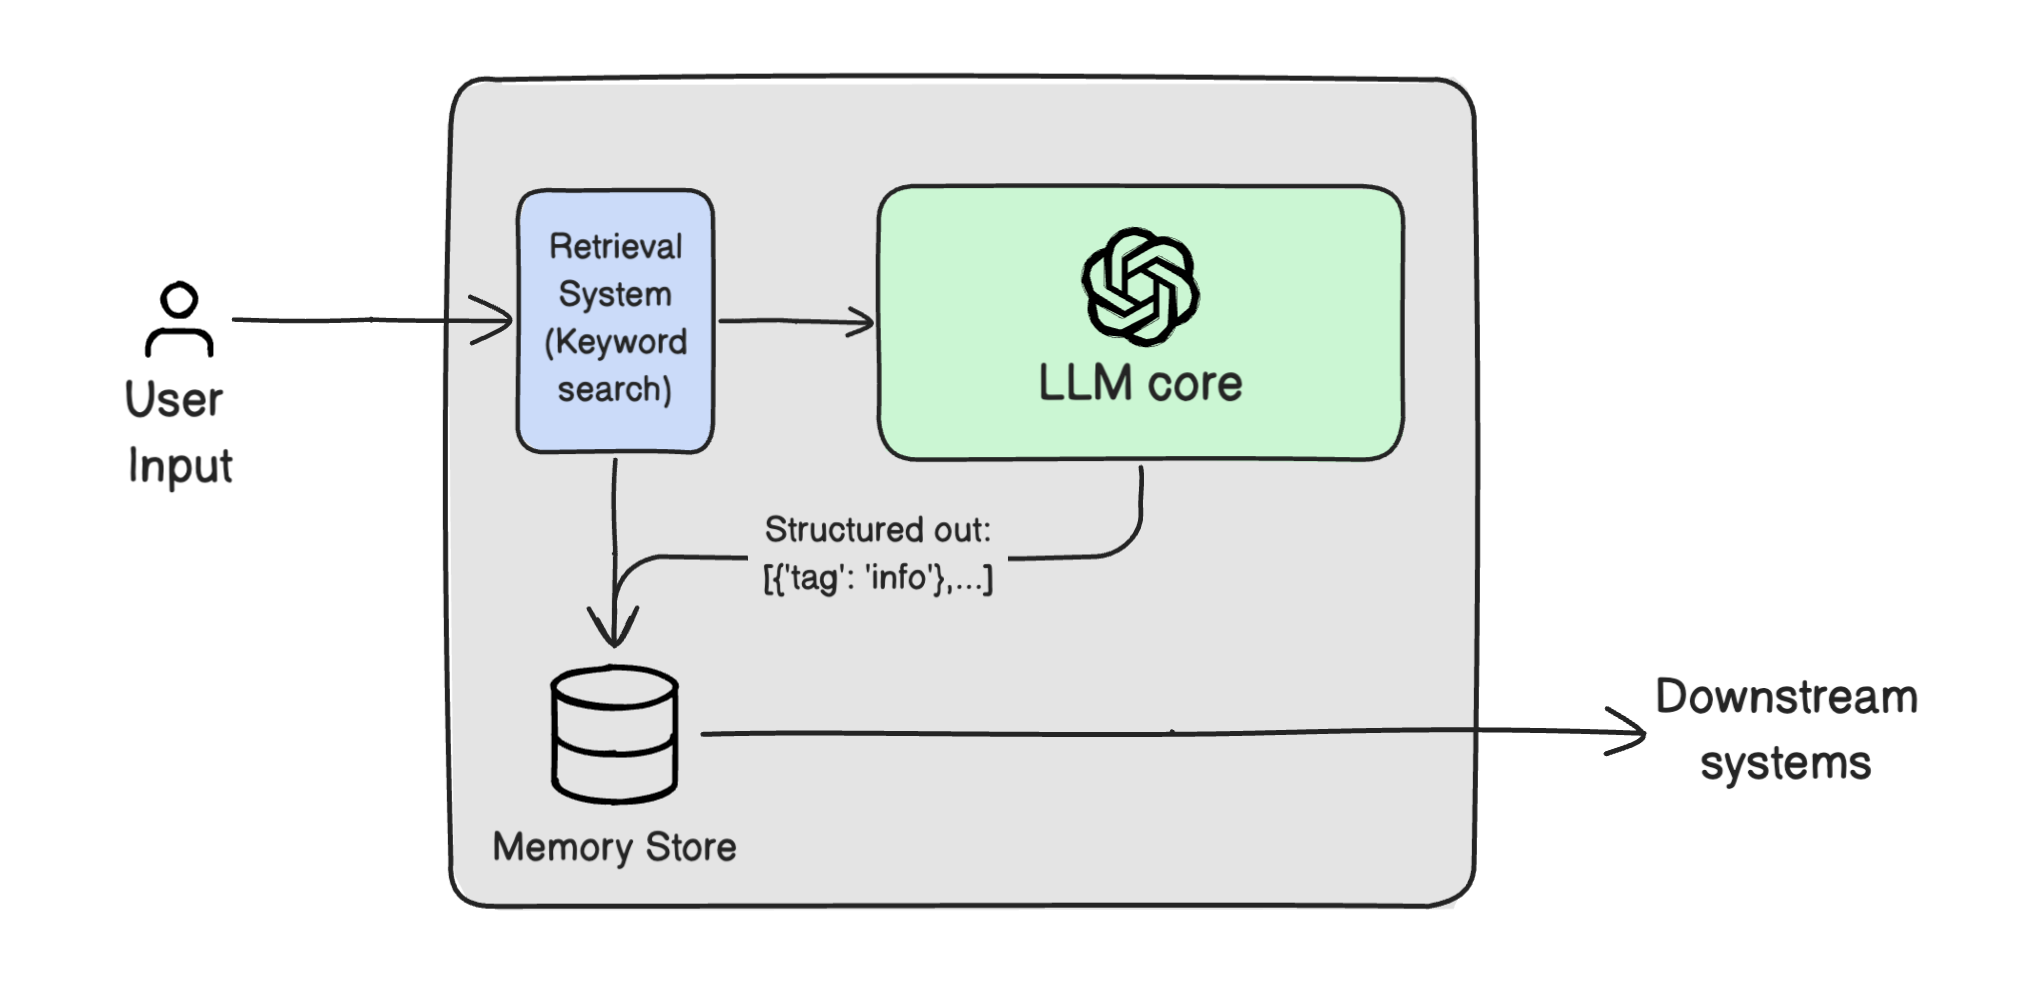 Retrieval
System
(Keyword
search)
LLM core
User
Input
Structured out:
[{'tag': 'info'},...]
Downstream
systems
Memory Store